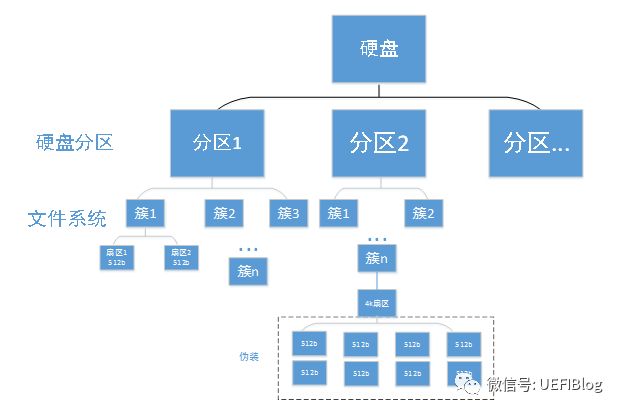 硬盘
硬盘分区
分区1
分区2
分区...
文件系统
簇1
簇2
簇3
簇1
簇2
扇区1
512b
扇区2
512b
...
簇n
...
簇n
4k扇区
伪装
512b
512b
512b
512b
512b
512b
512b
512b
微信号: UEFIBlog